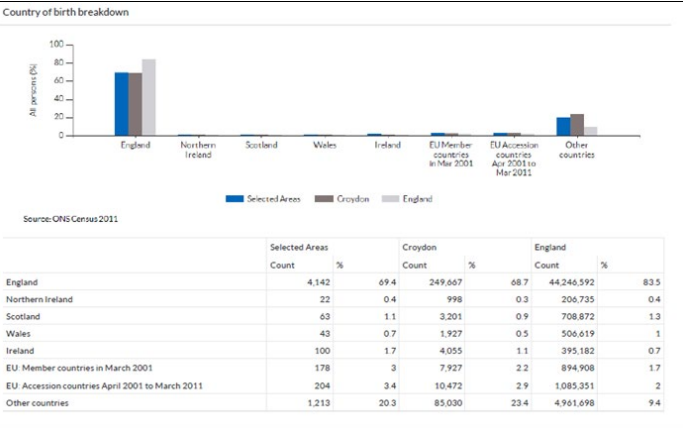 Country of birth breakdown
All persons (%)
100
80
60
40
20
0
England
Northern Ireland
Scotland
Wales
Ireland
EU Member countries in Mar 2001
EU Accession countries Apr 2001 to Mar 2011
Other countries
Selected Areas Croydon England
Source: ONS Census 2011
Selected Areas Croydon England
Count % Count % Count %
England 4,142 69.4 249,667 68.7 44,246,592 83.5
Northern Ireland 22 0.4 998 0.3 206,735 0.4
Scotland 63 1.1 3,201 0.9 708,872 1.3
Wales 43 0.7 1,927 0.5 506,619 1
Ireland 100 1.7 4,055 1.1 395,182 0.7
EU Member countries in March 2001 178 3 7,927 2.2 894,908 1.7
EU Accession countries April 2001 to March 2011 204 3.4 10,472 2.9 1,085,351 2
Other countries 1,213 20.3 85,030 23.4 4,961,698 9.4